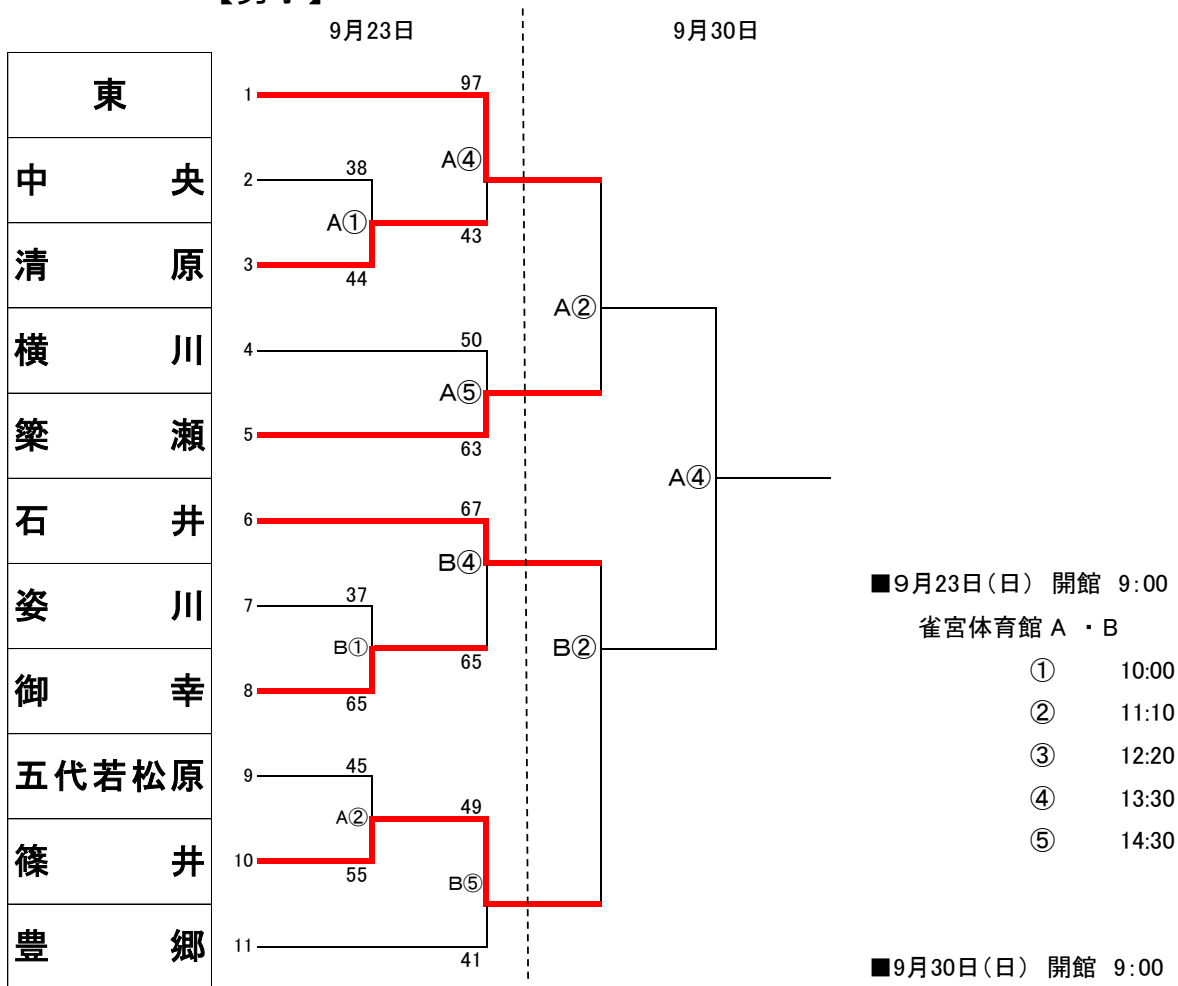 9月23日 9月30日
東 1 97
A④
中央 2 38
A① 43
清原 3 44
A②
横川 4 50
A⑤
簗瀬 5 63
A④
石井 6 67
B④
姿川 7 37
B① 65 B②
御幸 8 65
五代若松原 9 45
A② 49
篠井 10 55
B⑤
豊郷 11 41
■9月23日(日) 開館 9:00
雀宮体育館 A ・ B
① 10:00
② 11:10
③ 12:20
④ 13:30
⑤ 14:30
■9月30日(日) 開館 9:00